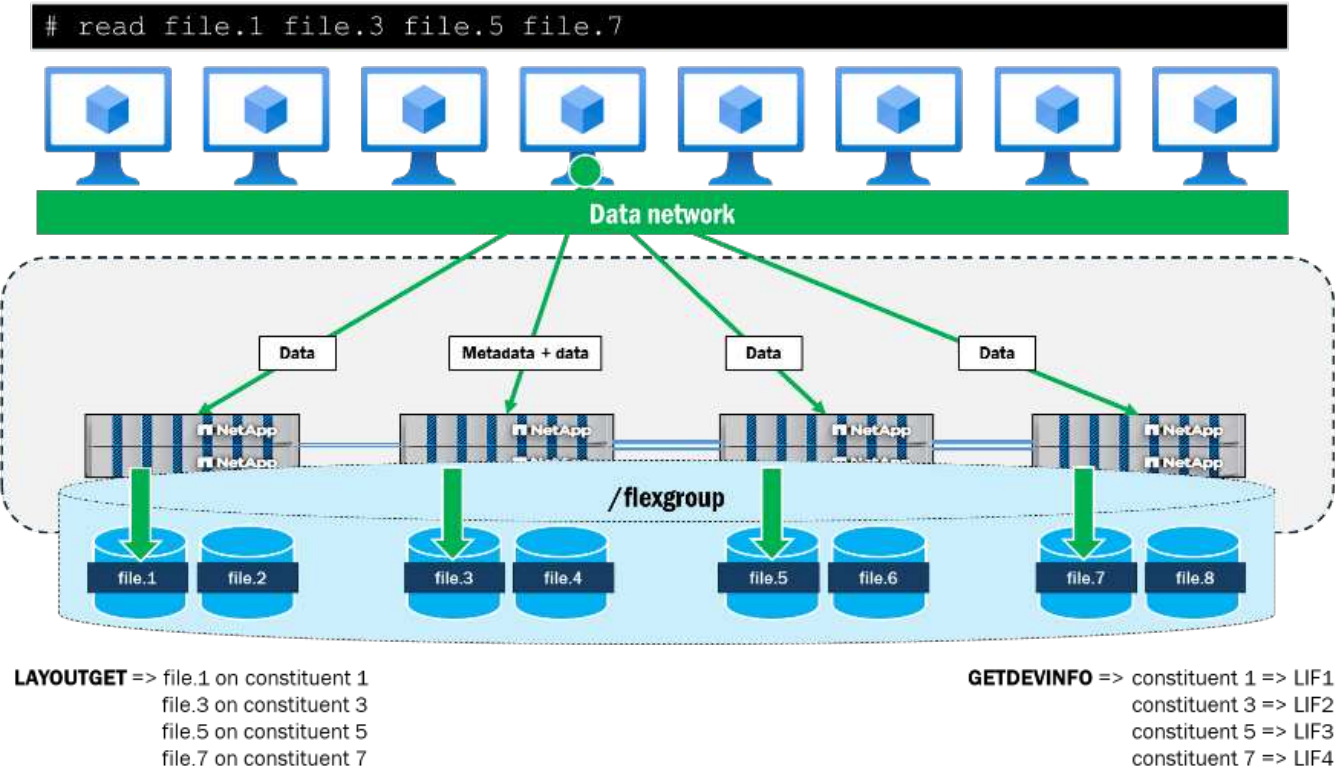 # read file.1 file.3 file.5 file.7
Data network
Data
Metadata + data
Data
Data
NetApp
NetApp
NetApp
NetApp
NetApp
NetApp
/flexgroup
file.1
file.2
file.3
file.4
file.5
file.6
file.7
file.8
LAYOUTGET => file.1 on constituent 1
file.3 on constituent 3
file.5 on constituent 5
file.7 on constituent 7
GETDEVINFO => constituent 1 => LIF1
constituent 3 => LIF2
constituent 5 => LIF3
constituent 7 => LIF4